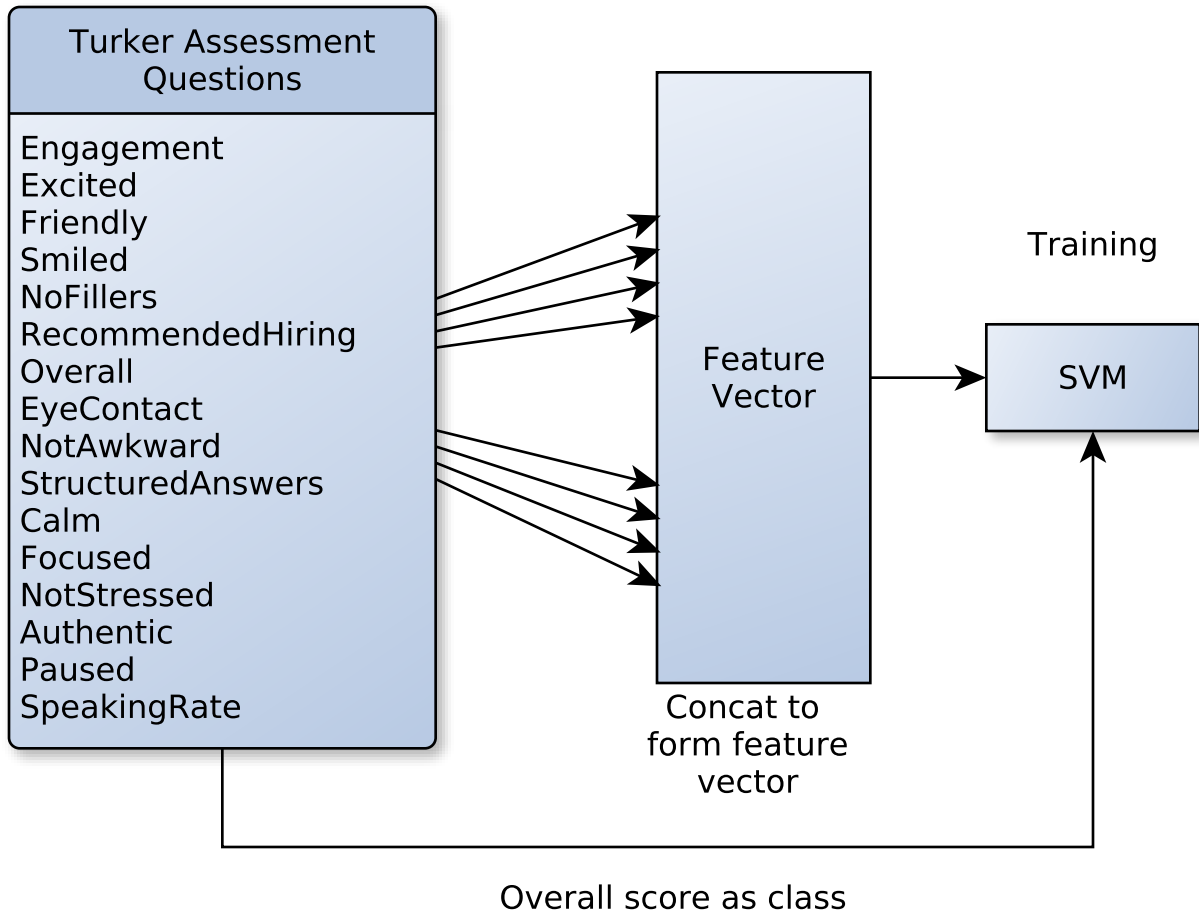 Turker Assessment
Questions
Engagement
Excited
Friendly
Smiled
NoFillers
RecommendedHiring
Overall
EyeContact
NotAwkward
StructuredAnswers
Calm
Focused
NotStressed
Authentic
Paused
SpeakingRate
Feature
Vector
Concat to
form feature
vector
Training
SVM
Overall score as class